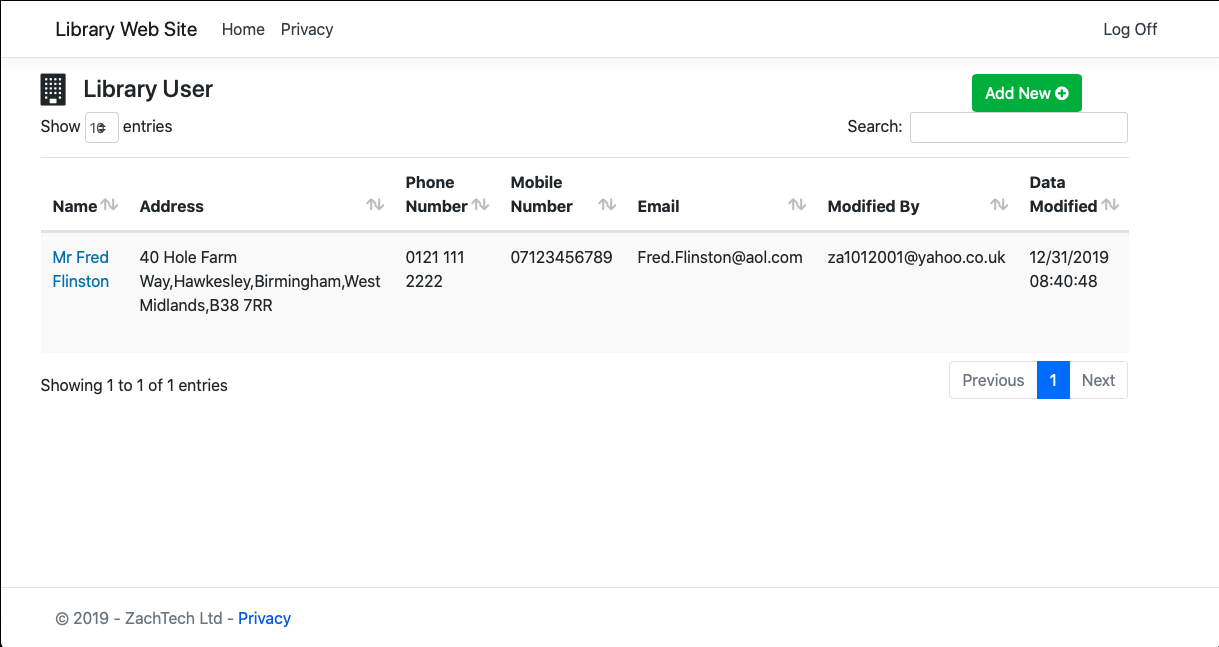 Library Web Site Home Privacy Log Off
Library User Add New
Show 10 entries Search:
Name Address Phone Number Mobile Number Email Modified By Data Modified
Mr Fred Flinston
40 Hole Farm
Way,Hawkesley,Birmingham,West
Midlands,B38 7RR
0121 111
2222
07123456789
Fred.Flinston@aol.com
za1012001@yahoo.co.uk
12/31/2019
08:40:48
Showing 1 to 1 of 1 entries Previous 1 Next
© 2019 - ZachTech Ltd - Privacy